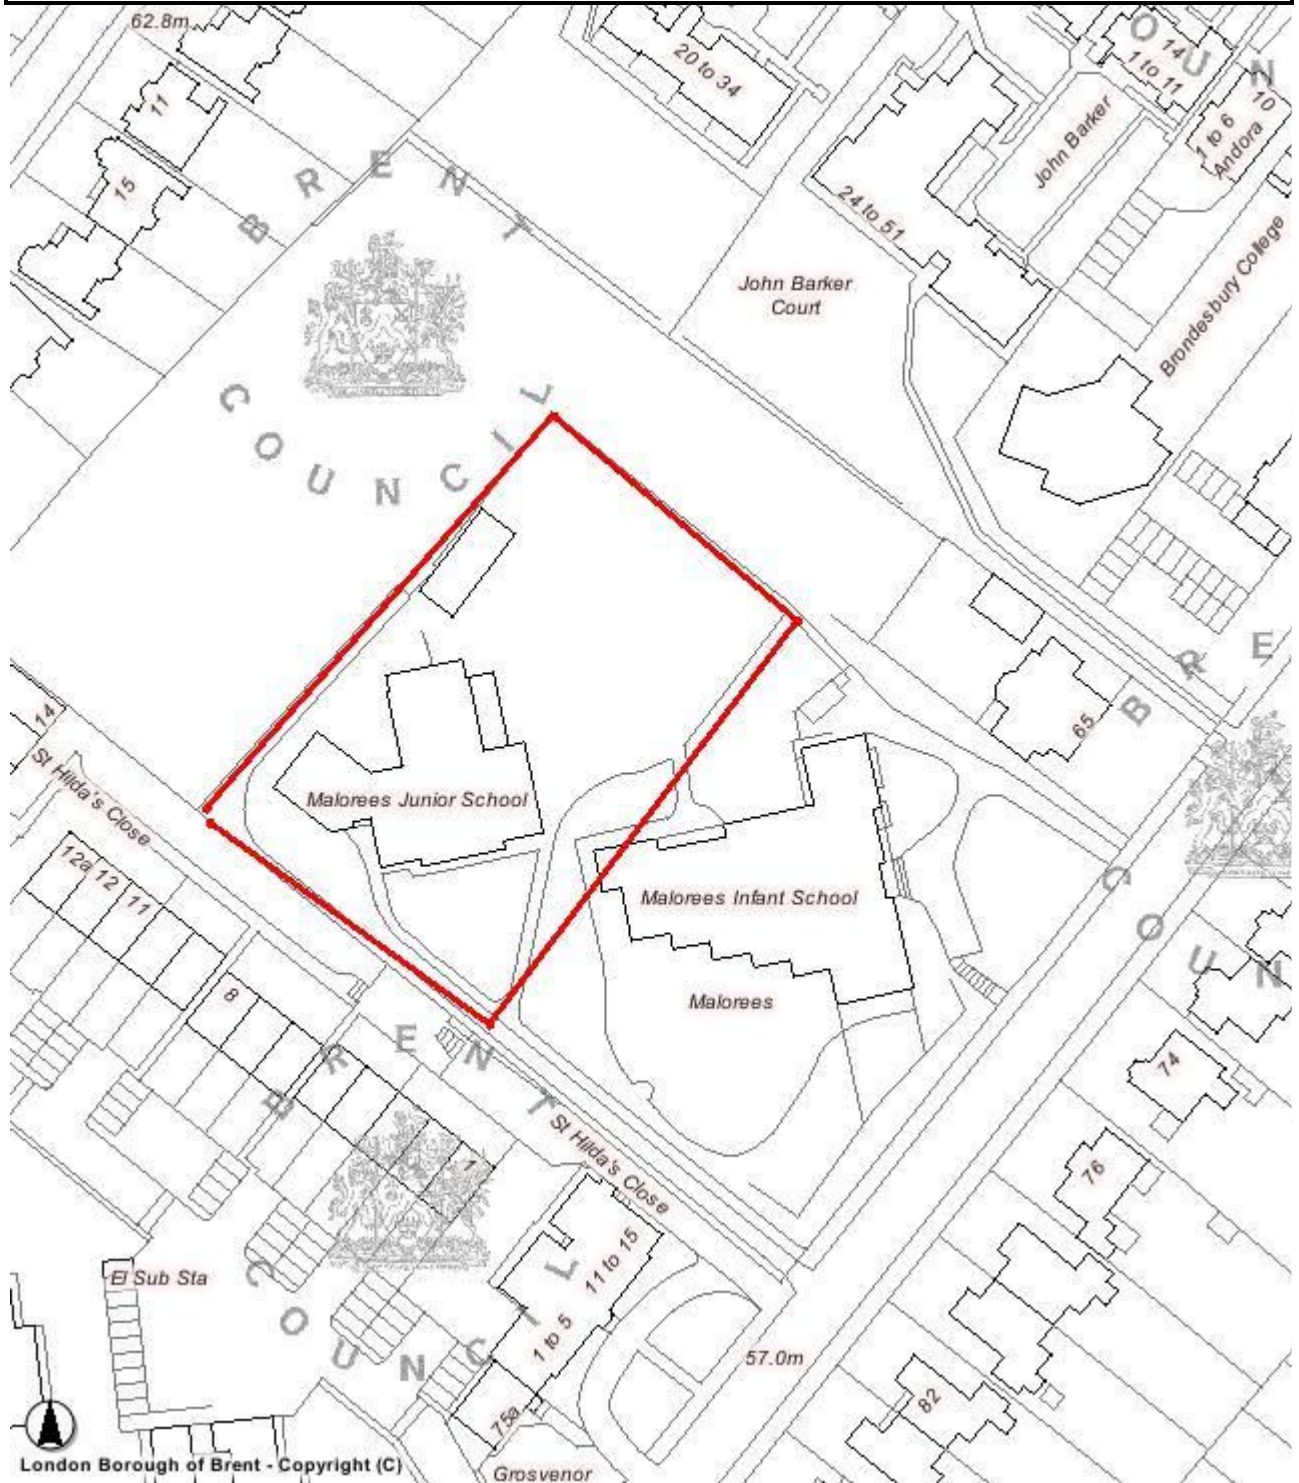 62.8m
11
15
20 to 34
14
1 to 11
10
1 to 6
Andora
John Barker
24 to 51
John Barker
Court
Brondesbury College
BRENT
COUNCIL
14
St Hilda's Close
Malorees Junior School
65
12a 12 11
Malorees Infant School
Malorees
8
BRENT
COUNCIL
1
St Hilda's Close
74
76
El Sub Sta
11 to 15
1 to 5
75a
57.0m
82
Grosvenor
BRE
COUN
OUN
London Borough of Brent - Copyright (C)